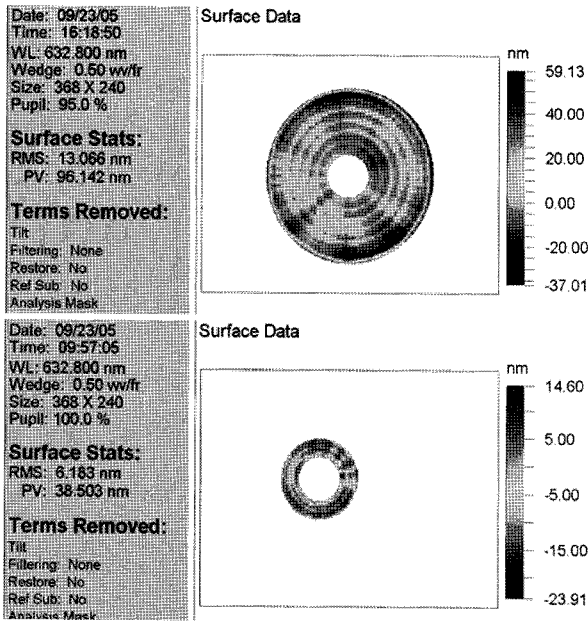 Date: 09/23/05
Time: 16:18:50
WL: 632.800 nm
Wedge: 0.50 wv/fr
Size: 368 X 240
Pupil: 95.0 %
Surface Stats:
RMS: 13.066 nm
PV: 96.142 nm
Terms Removed:
Tilt
Filtering: None
Restore: No
Ref Sub: No
Analysis Mask
Surface Data
nm
59.13
40.00
20.00
0.00
-20.00
-37.01
Date: 09/23/05
Time: 09:57:05
WL: 632.800 nm
Wedge: 0.50 wv/fr
Size: 368 X 240
Pupil: 100.0 %
Surface Stats:
RMS: 6.183 nm
PV: 38.503 nm
Terms Removed:
Tilt
Filtering: None
Restore: No
Ref Sub: No
Analysis Mask
Surface Data
nm
14.60
5.00
-5.00
-15.00
-23.91